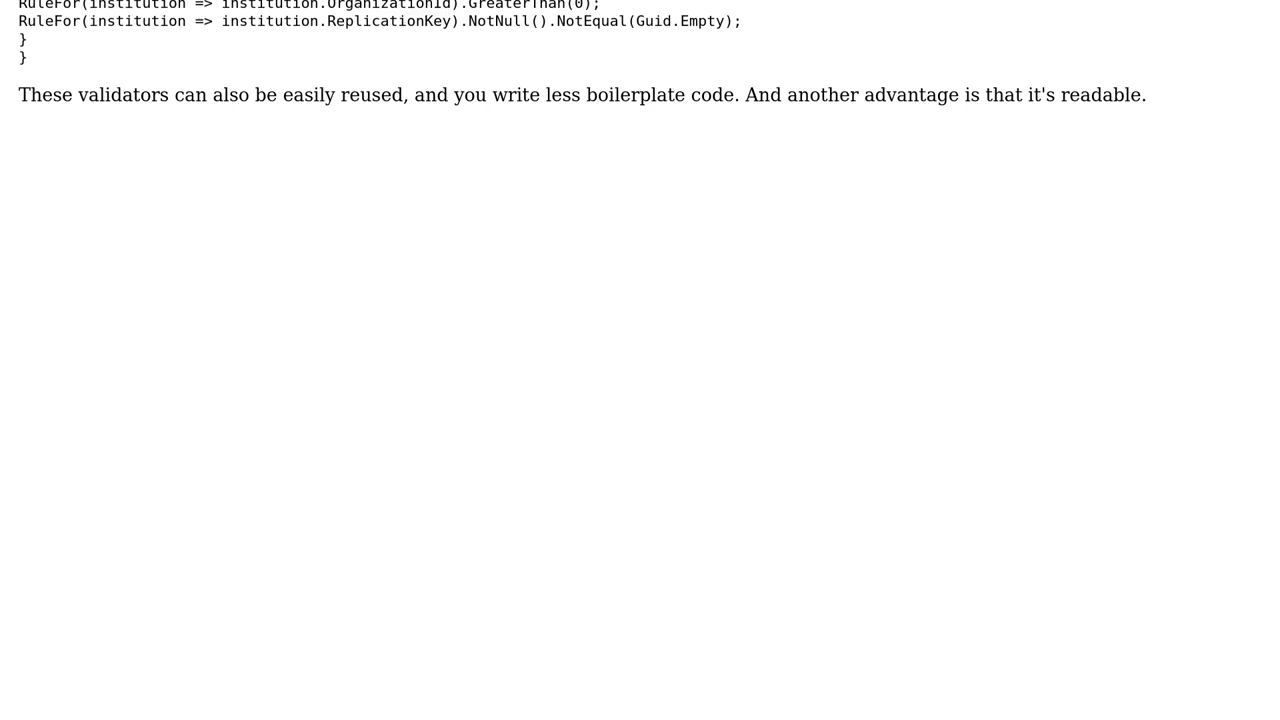 RuleFor(institution => institution.OrganizationId).GreaterThan(0);
RuleFor(institution => institution.ReplicationKey).NotNull().NotEqual(Guid.Empty);
}
}
These validators can also be easily reused, and you write less boilerplate code. And another advantage is that it's readable.